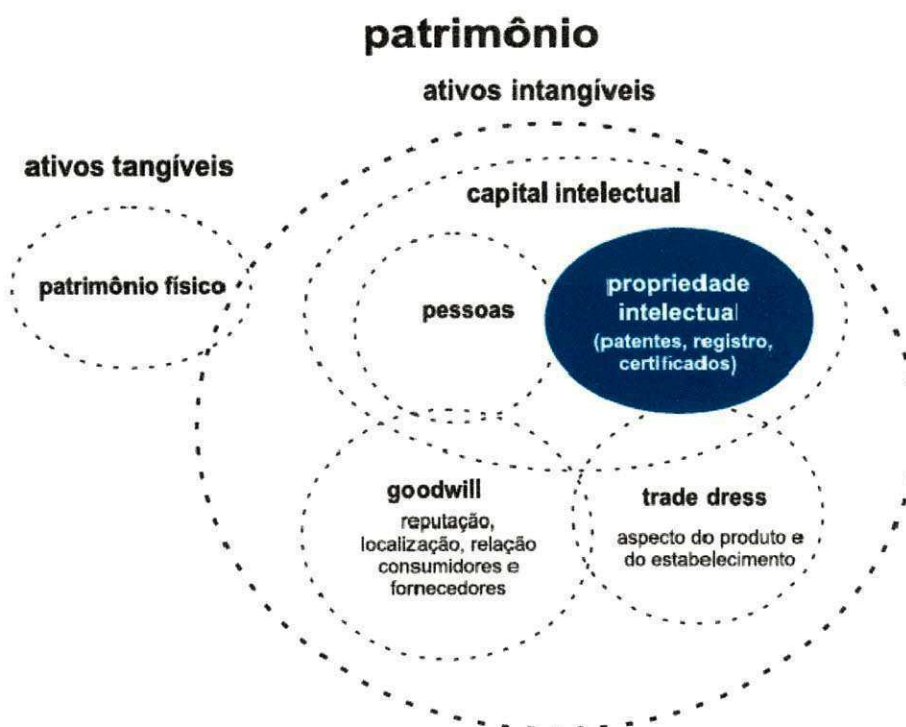 patrimônio
ativos intangíveis
ativos tangíveis
capital intelectual
patrimônio físico
pessoas
propriedade
intelectual
(patentes, registro,
certificados)
goodwill
reputação,
localização, relação
consumidores e
fornecedores
trade dress
aspecto do produto e
do estabelecimento